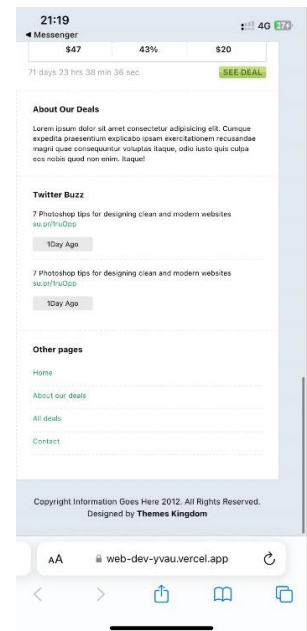 21:19
4G 27
◀ Messenger
$47 43% $20
71 days 23 hrs 38 min 36 sec
SEE DEAL
About Our Deals
Lorem ipsum dolor sit amet consectetur adipisicing elit. Cumque
expedita praesentium explicabo ipsam exercitationem recusandae
magni quae consequuntur voluptas itaque, odio iusto quis culpa
eos nobis quod non enim. Itaque!
Twitter Buzz
7 Photoshop tips for designing clean and modern websites
su.pr/1ruOpp
1Day Ago
7 Photoshop tips for designing clean and modern websites
su.pr/1ruOpp
1Day Ago
Other pages
Home
About our deals
All deals
Contact
Copyright Information Goes Here 2012. All Rights Reserved.
Designed by Themes Kingdom
AA web-dev-yvau.vercel.app